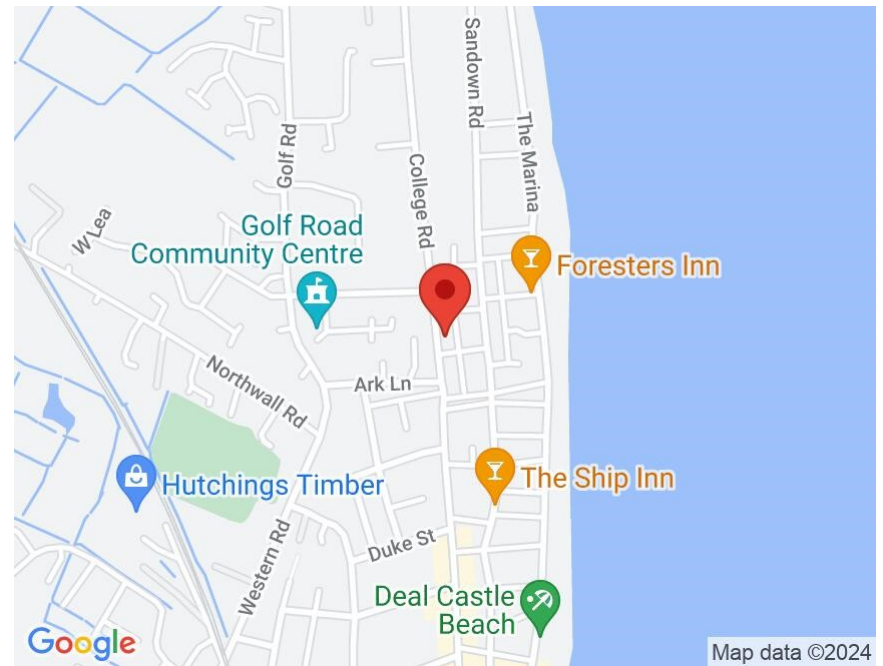 Sandown Rd
The Marina
Golf Rd
College Rd
W Lea
Golf Road
Community Centre
Foresters Inn
Northwall Rd
Ark Ln
Hutchings Timber
The Ship Inn
Western Rd
Duke St
Deal Castle
Beach
Google
Map data ©2024